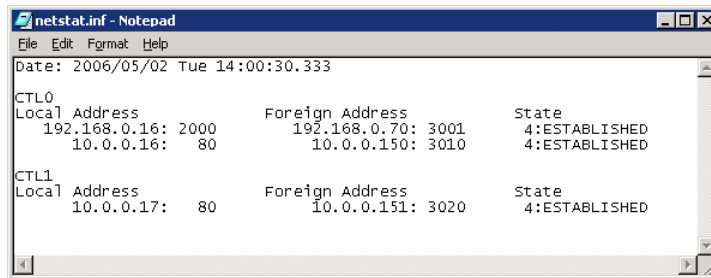 netstat.inf - Notepad
File Edit Format Help
Date: 2006/05/02 Tue 14:00:30.333
CTL0
Local Address Foreign Address State
192.168.0.16: 2000 192.168.0.70: 3001 4:ESTABLISHED
10.0.0.16: 80 10.0.0.150: 3010 4:ESTABLISHED
CTL1
Local Address Foreign Address State
10.0.0.17: 80 10.0.0.151: 3020 4:ESTABLISHED